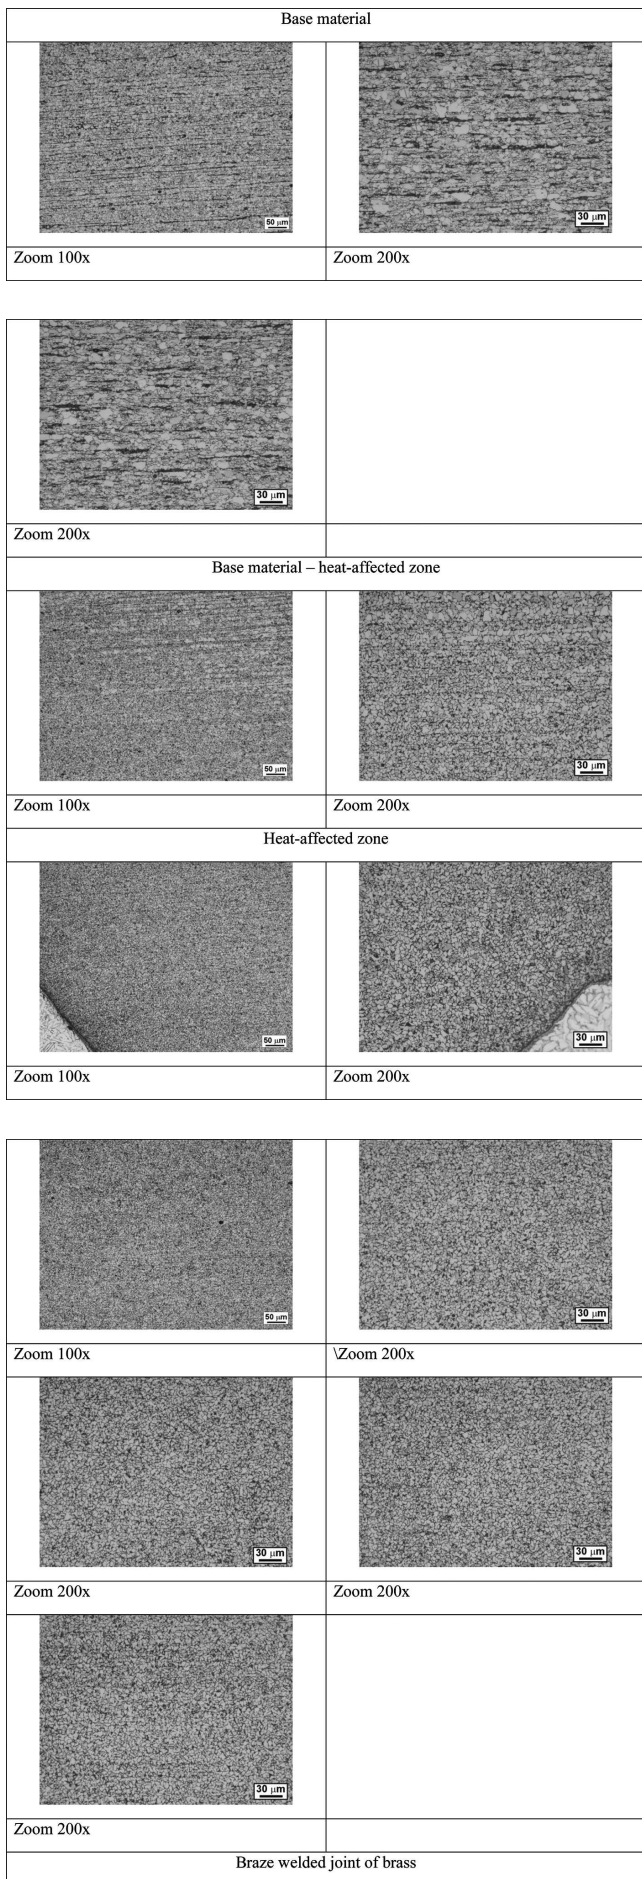 Base material
50 μm
30 μm
Zoom 100x
Zoom 200x
30 μm
Zoom 200x
Base material – heat-affected zone
50 μm
30 μm
Zoom 100x
Zoom 200x
Heat-affected zone
50 μm
30 μm
Zoom 100x
Zoom 200x
50 μm
30 μm
Zoom 100x
\Zoom 200x
30 μm
30 μm
Zoom 200x
Zoom 200x
30 μm
Zoom 200x
Braze welded joint of brass